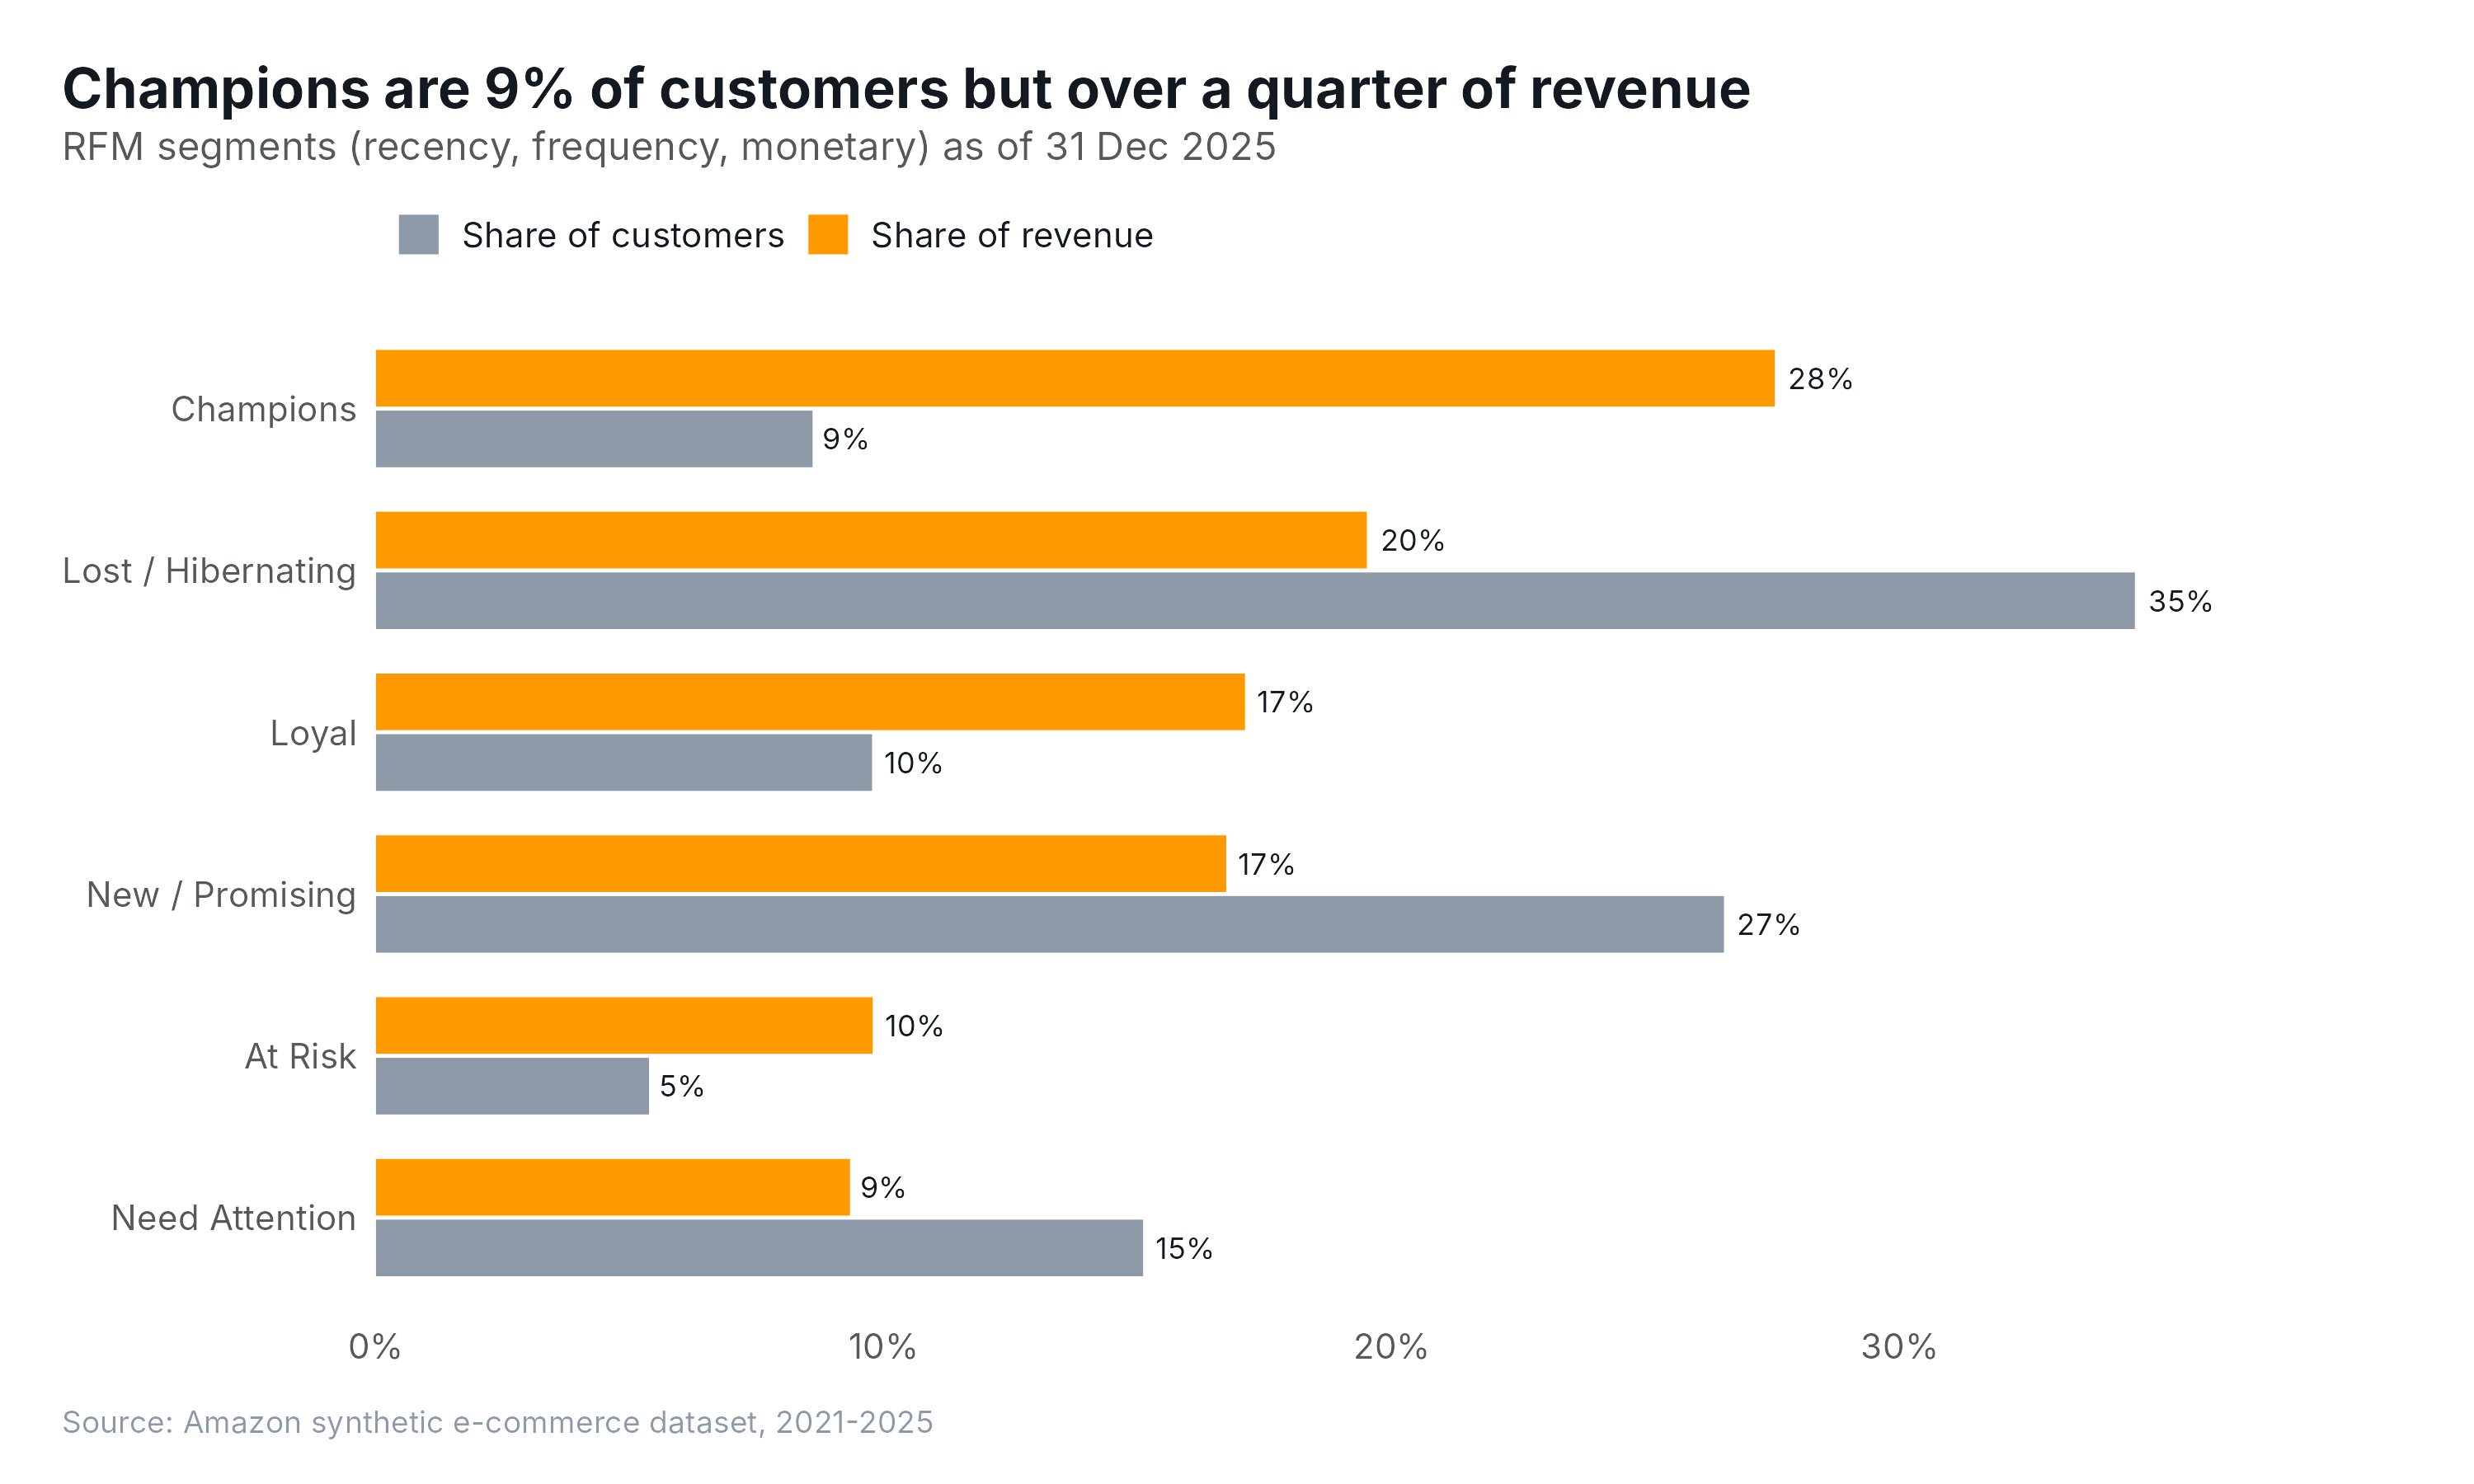 Champions are 9% of customers but over a quarter of revenue
RFM segments (recency, frequency, monetary) as of 31 Dec 2025
Share of customers Share of revenue
28%
Champions
9%
20%
Lost / Hibernating
35%
17%
Loyal
10%
17%
New / Promising
27%
10%
At Risk
5%
9%
Need Attention
15%
0% 10% 20% 30%
Source: Amazon synthetic e-commerce dataset, 2021-2025